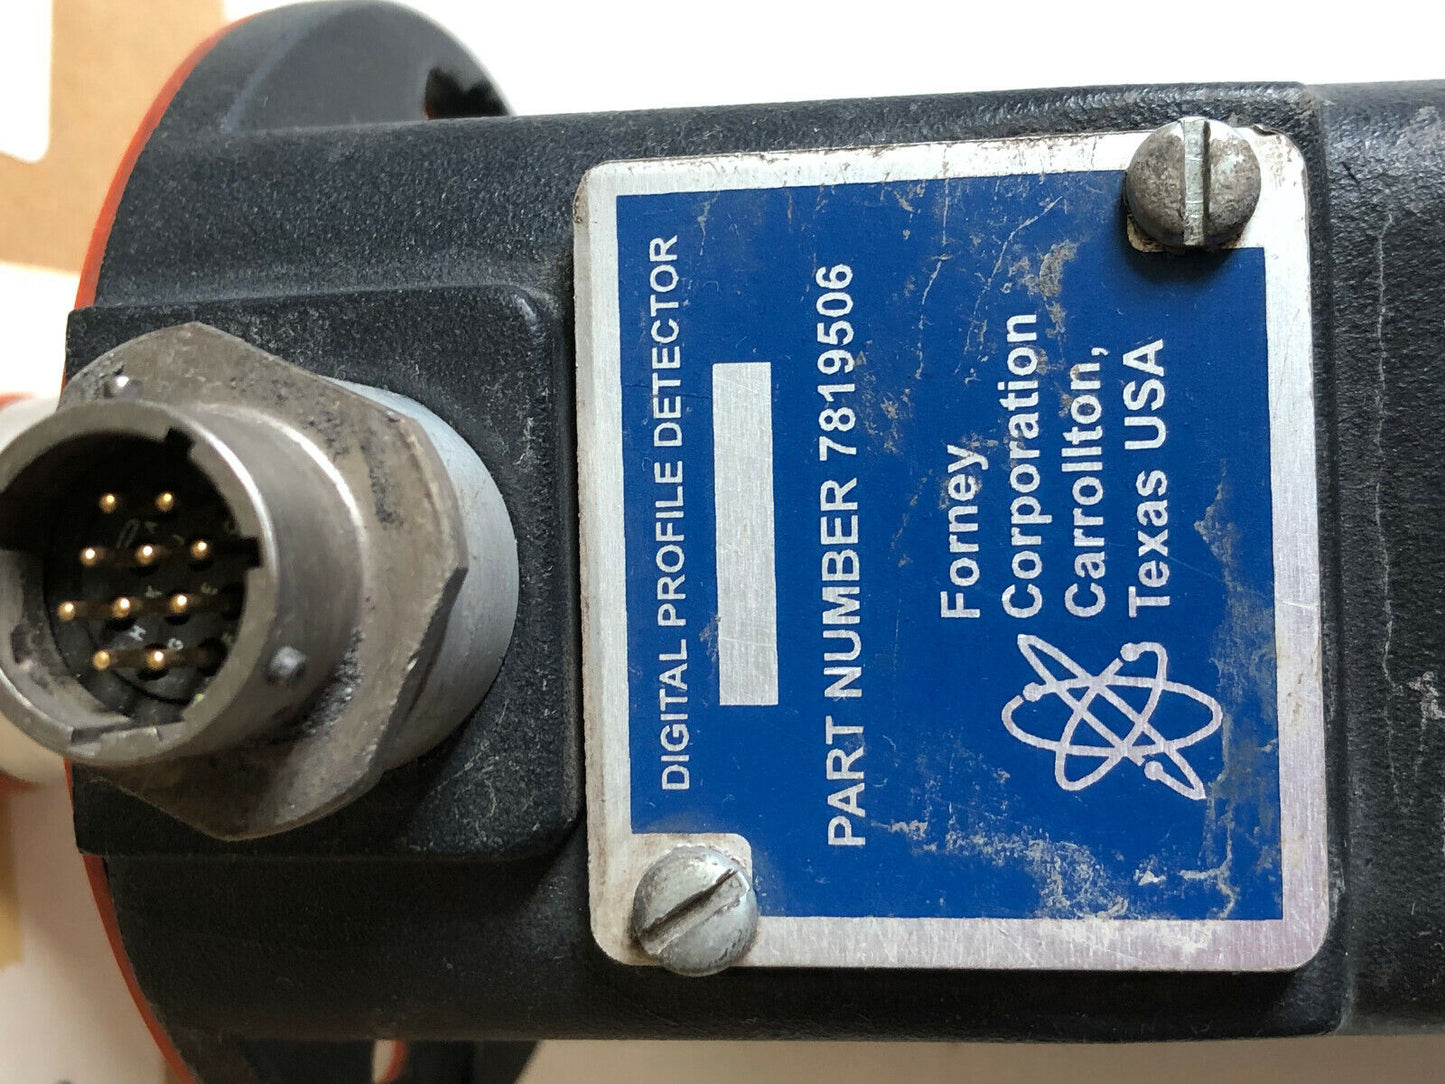 DIGITAL PROFILE DETECTOR
PART NUMBER 7819506
Forney
Corporation
Carrollton,
Texas USA